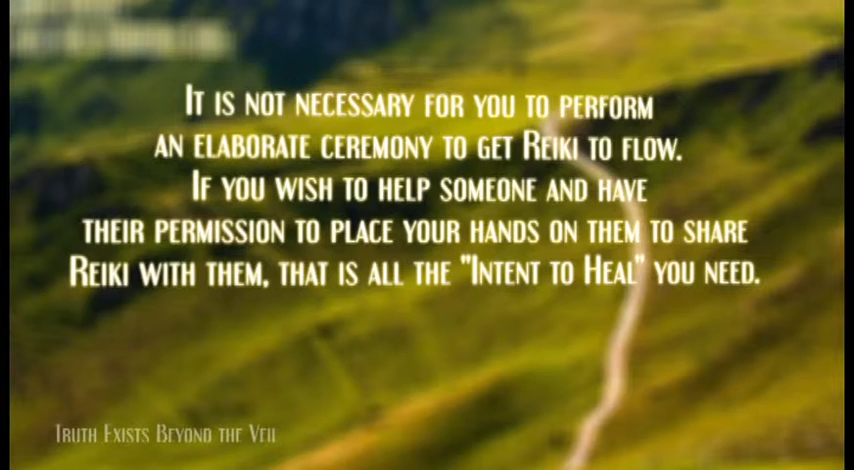 It is not necessary for you to perform
an elaborate ceremony to get Reiki to flow.
If you wish to help someone and have
their permission to place your hands on them to share
Reiki with them, that is all the "Intent to Heal" you need.
Truth Exists Beyond the Veil